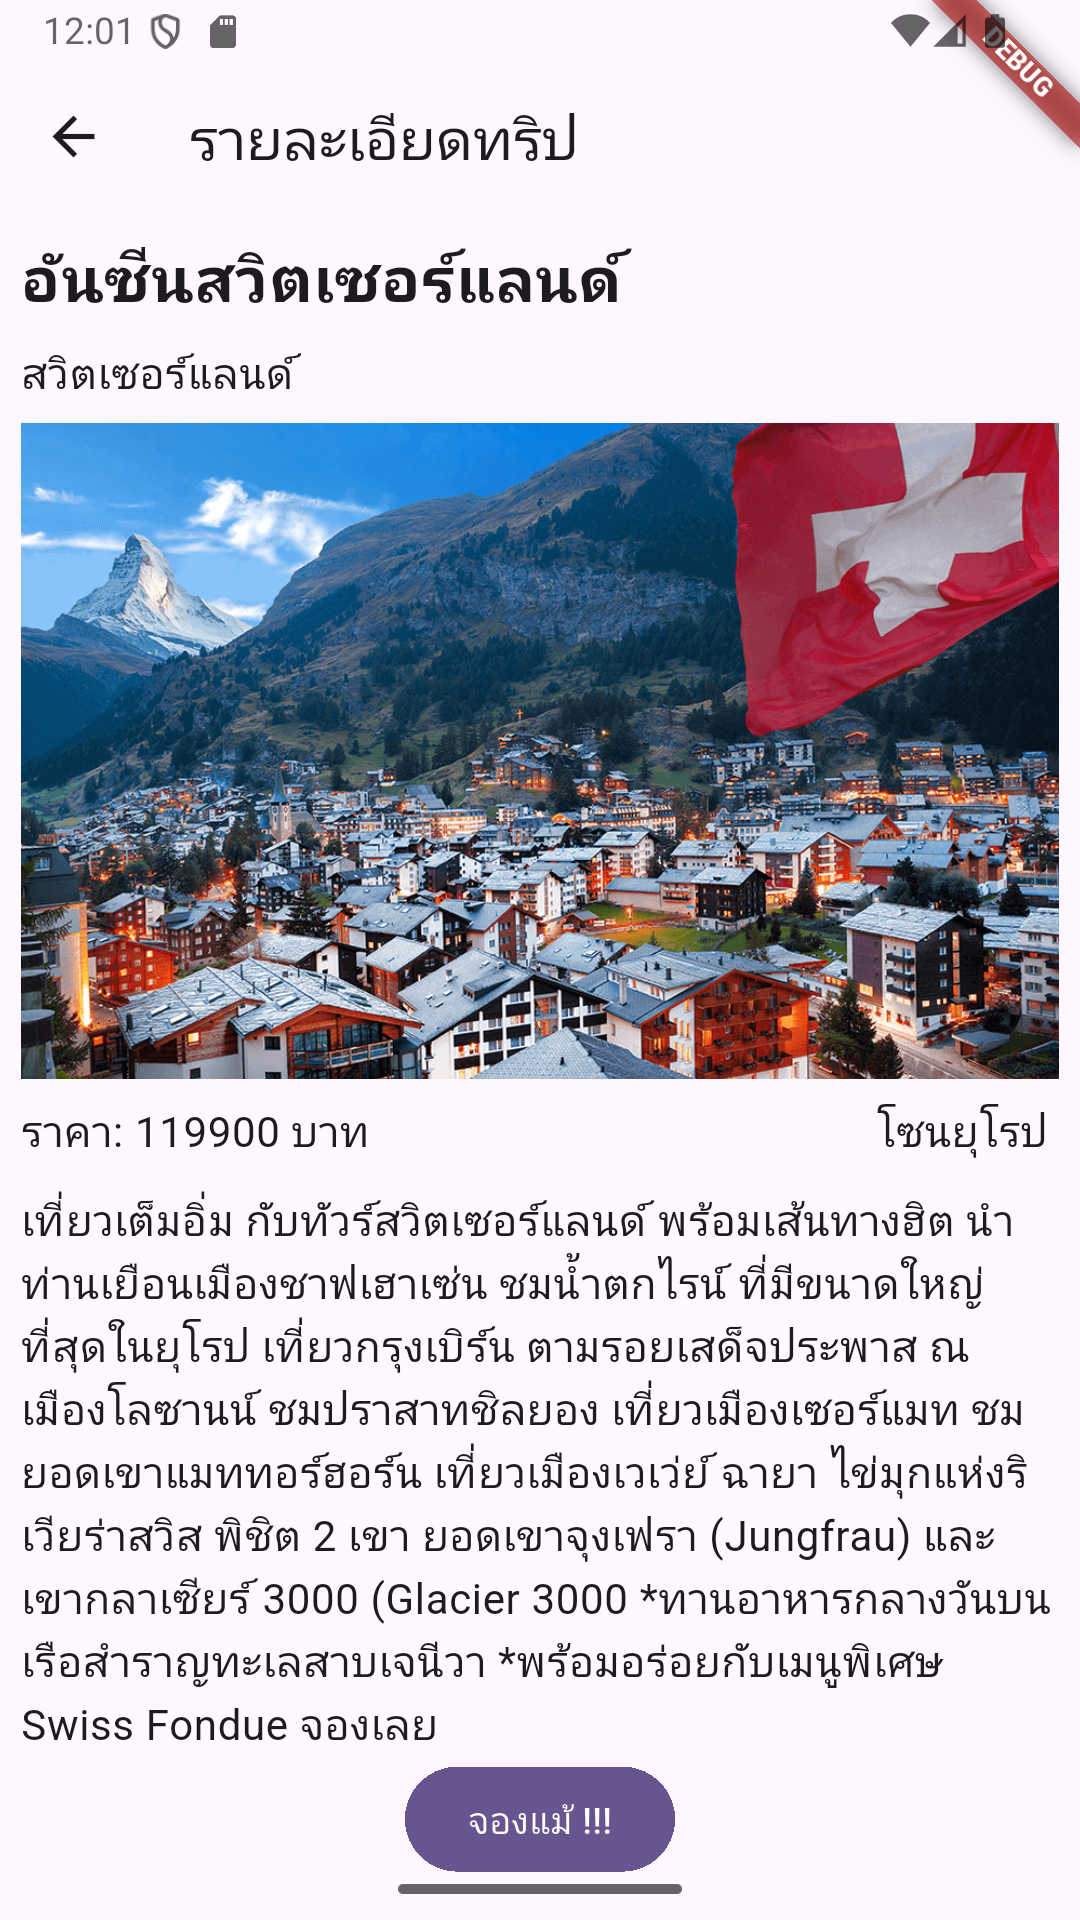 12:01
DEBUG
รายละเอียดทริป
อันซีนสวิตเซอร์แลนด์
สวิตเซอร์แลนด์
ราคา: 119900 บาท
โซนยุโรป
เที่ยวเต็มอิ่ม กับทัวร์สวิตเซอร์แลนด์ พร้อมเส้นทางฮิต นำ
ท่านเยือนเมืองชาฟเฮาเซ่น ชมน้ำตกไรน์ ที่มีขนาดใหญ่
ที่สุดในยุโรป เที่ยวกรุงเบิร์น ตามรอยเสด็จประพาส ณ
เมืองโลซานน์ ชมปราสาทชิลยอง เที่ยวเมืองเซอร์แมท ชม
ยอดเขาแมททอร์ฮอร์น เที่ยวเมืองเวเว่ย์ ฉายา ไข่มุกแห่งริ
เวียร่าสวิส พิชิต 2 เขา ยอดเขาจุงเฟรา (Jungfrau) และ
เขากลาเซียร์ 3000 (Glacier 3000 *ทานอาหารกลางวันบน
เรือสำราญทะเลสาบเจนีวา *พร้อมอร่อยกับเมนูพิเศษ
Swiss Fondue จองเลย
จองแม้ !!!